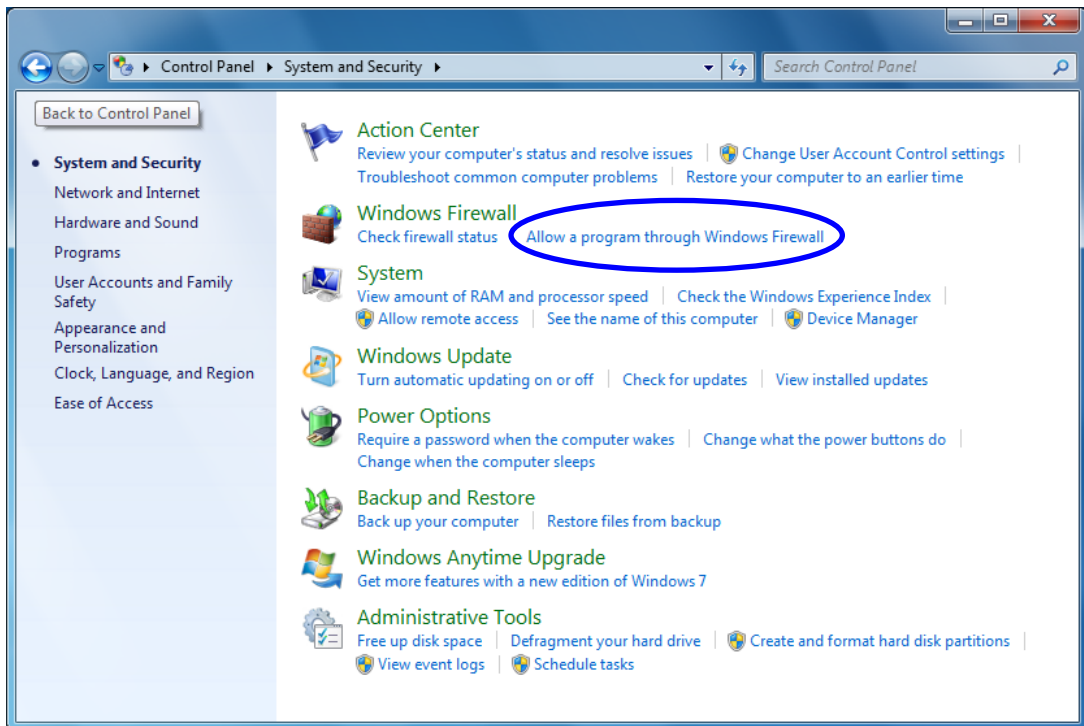 Control Panel System and Security Search Control Panel
Back to Control Panel
System and Security
Network and Internet
Hardware and Sound
Programs
User Accounts and Family
Safety
Appearance and
Personalization
Clock, Language, and Region
Ease of Access
Action Center
Review your computer's status and resolve issues Change User Account Control settings
Troubleshoot common computer problems Restore your computer to an earlier time
Windows Firewall
Check firewall status Allow a program through Windows Firewall
System
View amount of RAM and processor speed Check the Windows Experience Index
Allow remote access See the name of this computer Device Manager
Windows Update
Turn automatic updating on or off Check for updates View installed updates
Power Options
Require a password when the computer wakes Change what the power buttons do
Change when the computer sleeps
Backup and Restore
Back up your computer Restore files from backup
Windows Anytime Upgrade
Get more features with a new edition of Windows 7
Administrative Tools
Free up disk space Defragment your hard drive Create and format hard disk partitions
View event logs Schedule tasks